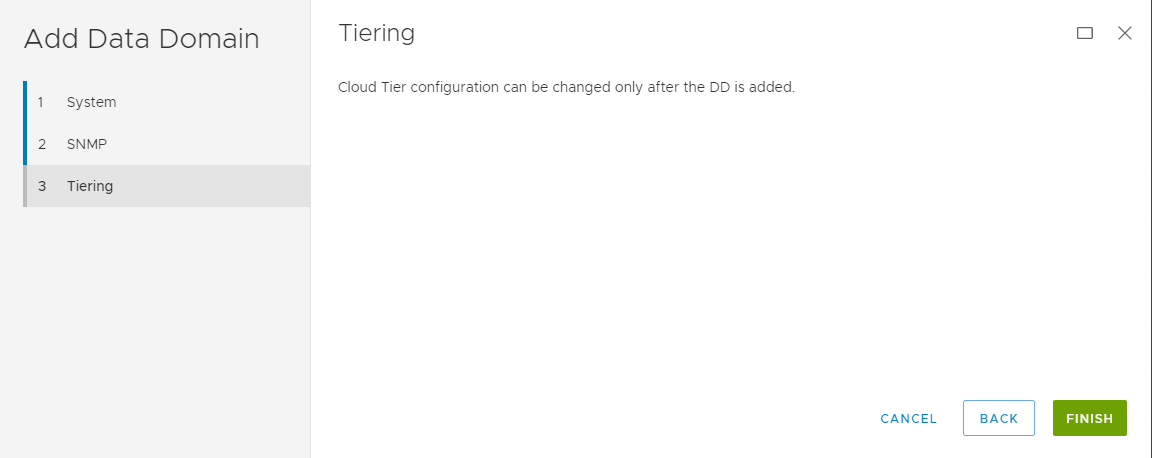 Add Data Domain
1 System
2 SNMP
3 Tiering
Tiering
Cloud Tier configuration can be changed only after the DD is added.
CANCEL BACK FINISH